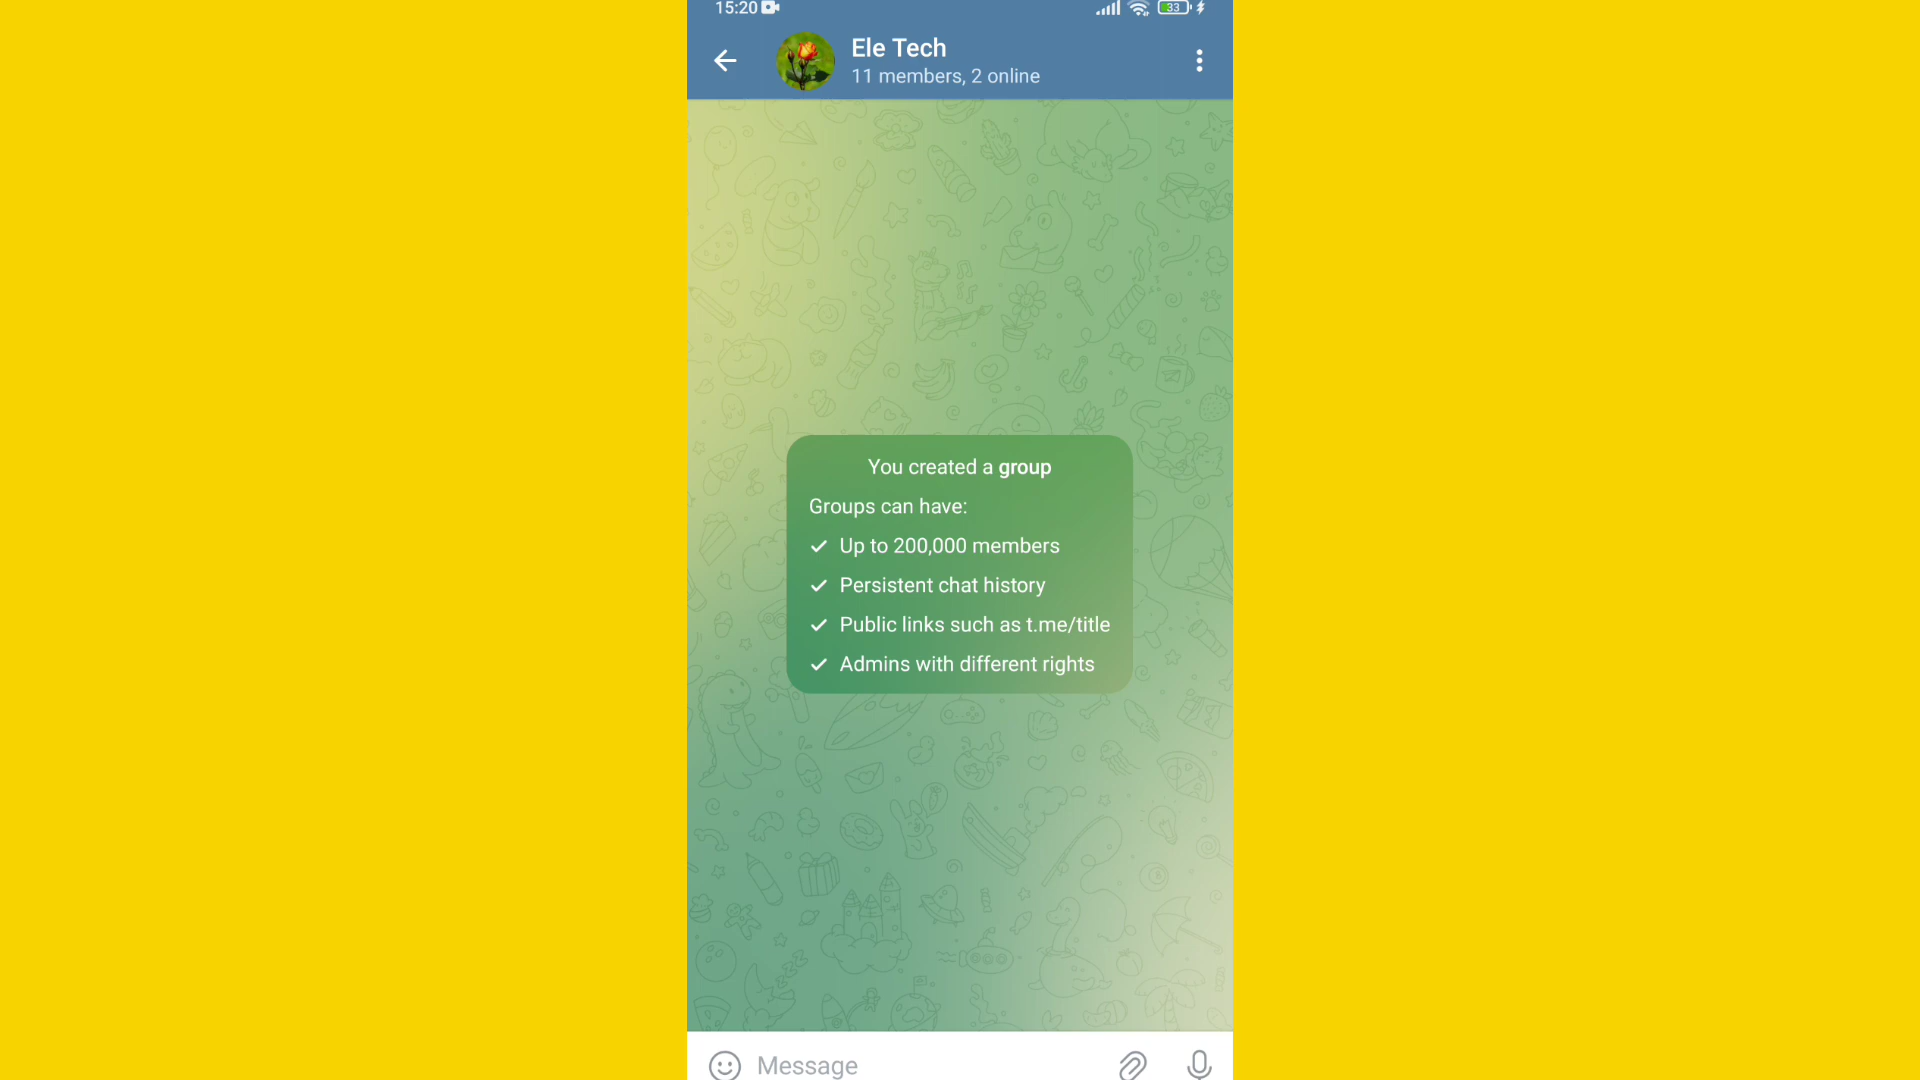 15:20
33
Ele Tech
11 members, 2 online
You created a group
Groups can have:
Up to 200,000 members
Persistent chat history
Public links such as t.me/title
Admins with different rights
Message